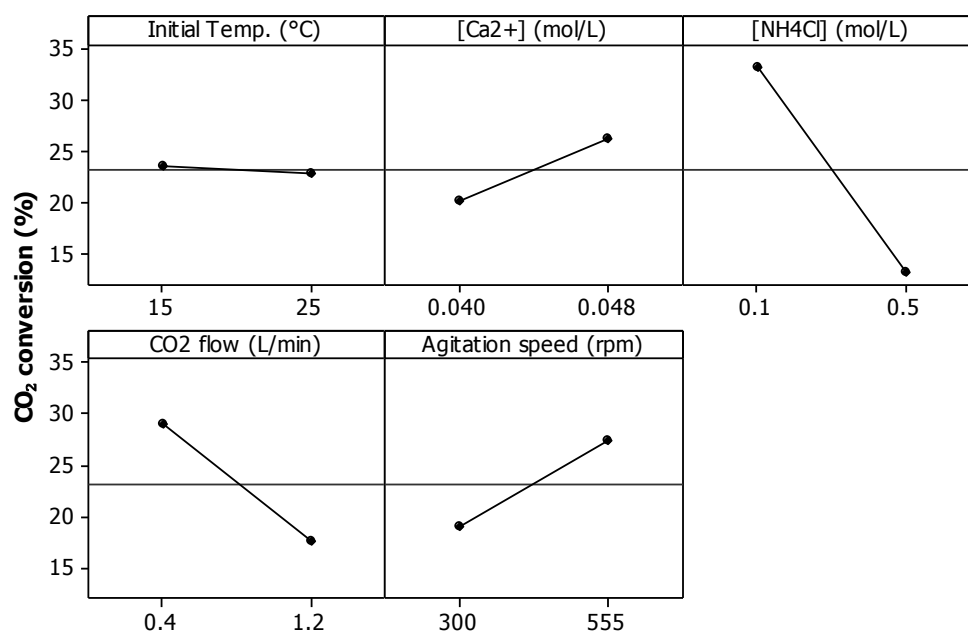 Initial Temp. (°C) [Ca2+] (mol/L) [NH4Cl] (mol/L)
35
30
25
20
15
15 25 0.040 0.048 0.1 0.5
CO2 flow (L/min) Agitation speed (rpm)
35
30
25
20
15
0.4 1.2 300 555
CO₂ conversion (%)